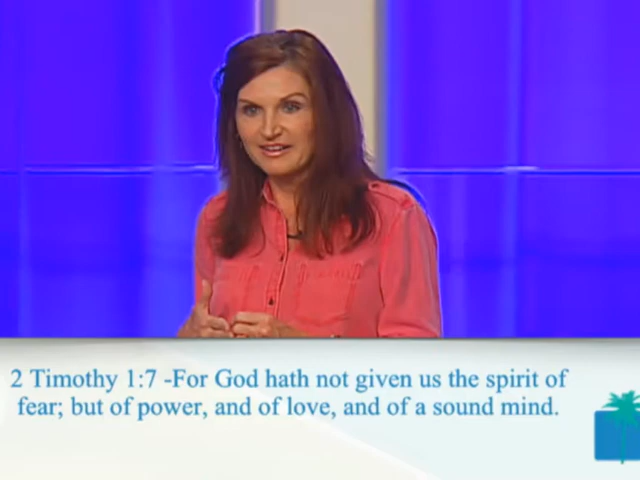 2 Timothy 1:7 -For God hath not given us the spirit of
fear; but of power, and of love, and of a sound mind.